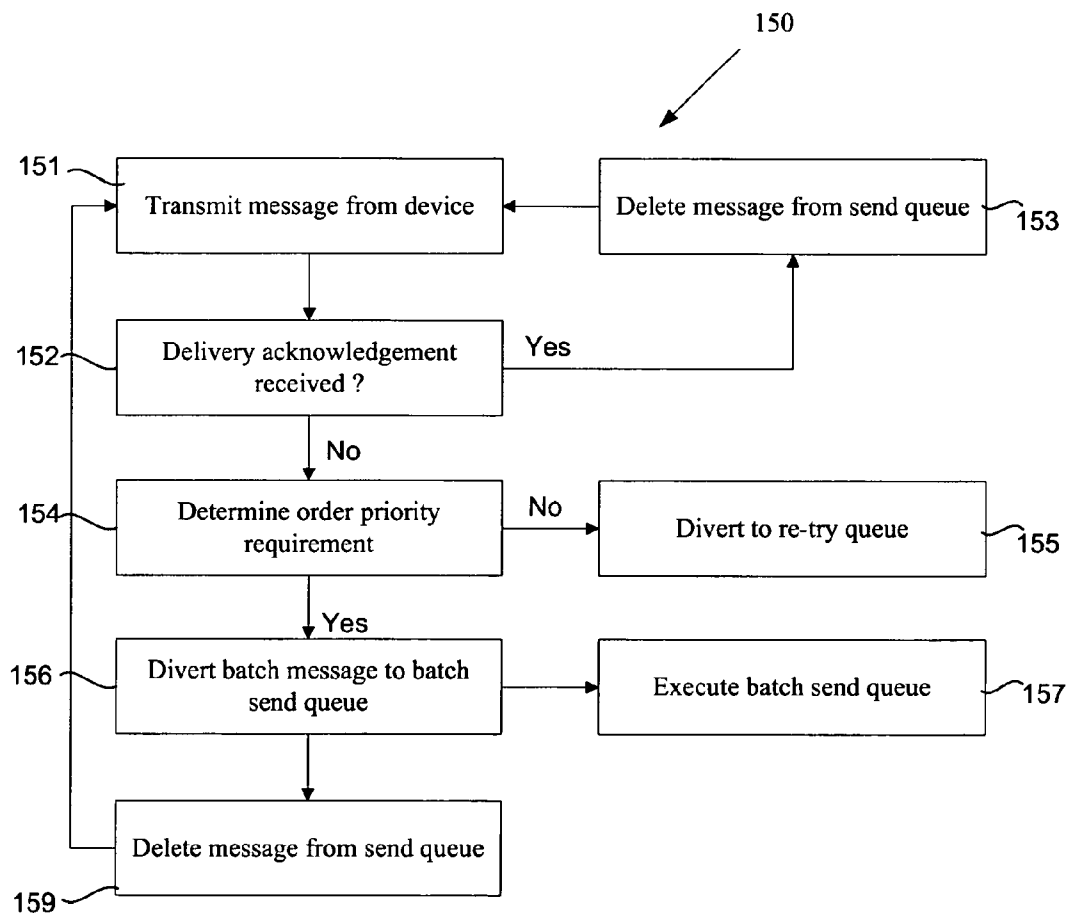 150
151
Transmit message from device
Delete message from send queue
153
152
Delivery acknowledgement
received ?
Yes
No
154
Determine order priority
requirement
No
Divert to re-try queue
155
Yes
156
Divert batch message to batch
send queue
Execute batch send queue
157
Delete message from send queue
159